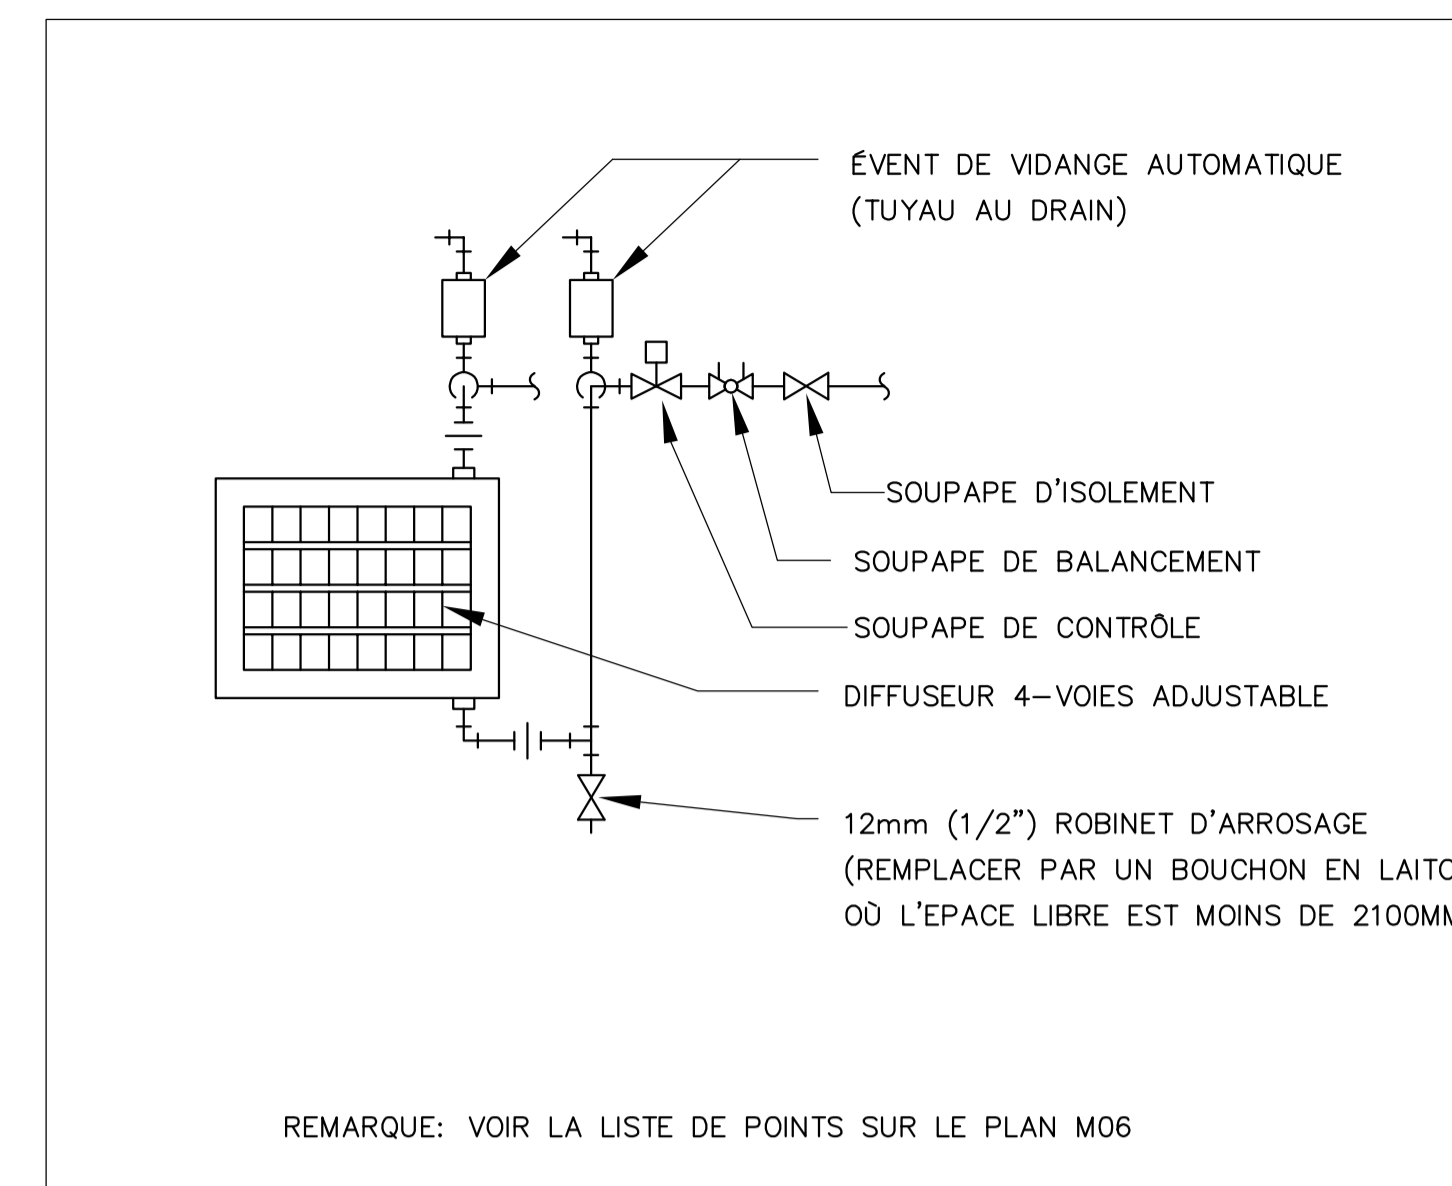 ÉVENT DE VIDANGE AUTOMATIQUE
(TUYAU AU DRAIN)
SOUPAPE D'ISOLEMENT
SOUPAPE DE BALANCEMENT
SOUPAPE DE CONTRÔLE
DIFFUSEUR 4-VOIES ADJUSTABLE
12mm (1/2") ROBINET D'ARROSAGE
(REMPLACER PAR UN BOUCHON EN
OÙ L'EPACE LIBRE EST MOINS DE
REMARQUE: VOIR LA LISTE DE POINTS SUR LE PLAN M06